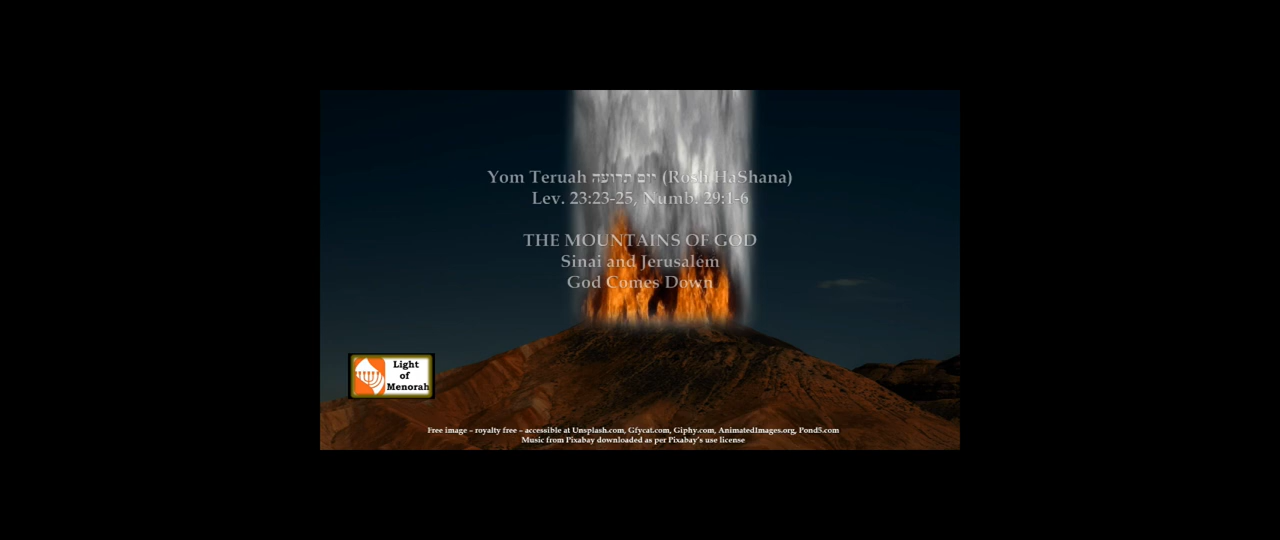 Yom Teruah יום תרועה (Rosh HaShana)
Lev. 23:23-25, Numb. 29:1-6
THE MOUNTAINS OF GOD
Sinai and Jerusalem
God Comes Down
Light
of
Menorah
Free image – royalty free – accessible at Unsplash.com, Gfycat.com, Giphy.com, AnimatedImages.org, Pond5.com
Music from Pixabay downloaded as per Pixabay's use license